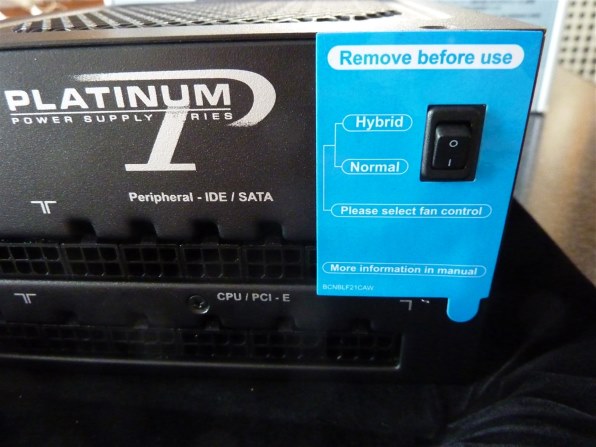 Remove before use
PLATINUM
POWER SUPPLY SERIES
Hybrid
O
I
Normal
Peripheral - IDE / SATA
Please select fan control
More information in manual
SCNBLF21CAW
CPU / PCI - E